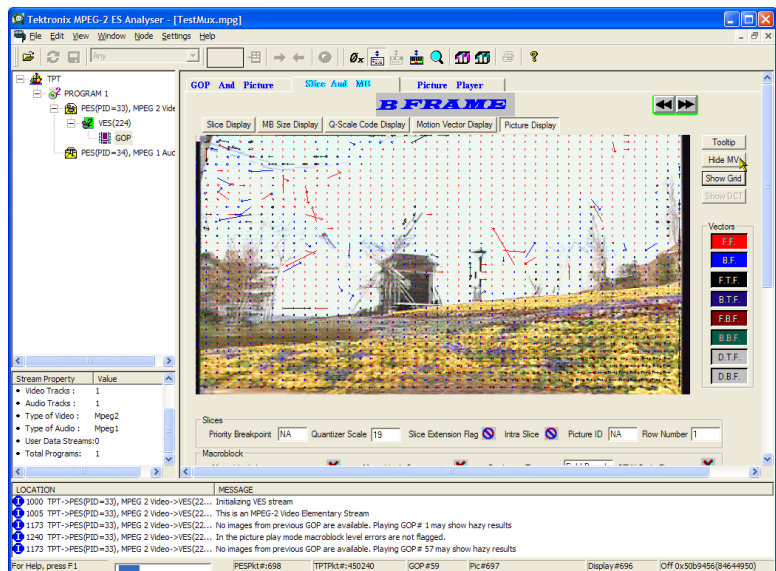 Tektronix MPEG-2 ES Analyser - [TestMux.mpg]
File Edit View Window Node Settings Help
Any
TPT
PROGRAM 1
PES(PID=33), MPEG 2 Vide
VES(224)
GOP
PES(PID=34), MPEG 1 Auc
GOP And Picture Slice And MB Picture Player
B FRAME
Slice Display MB Size Display Q-Scale Code Display Motion Vector Display Picture Display
Tooltip
Hide MV
Show Grid
Show DCT
Vectors
F.F.
B.F.
F.T.F.
B.T.F.
F.B.F.
B.B.F.
D.T.F.
D.B.F.
Stream Property Value
Video Tracks : 1
Audio Tracks : 1
Type of Video : Mpeg2
Type of Audio : Mpeg1
User Data Streams:0
Total Programs: 1
Slices
Priority Breakpoint NA Quantizer Scale 19 Slice Extension Flag Intra Slice Picture ID NA Row Number 1
Macroblock
LOCATION MESSAGE
1000 TPT->PES(PID=33), MPEG 2 Video->VES(22... Initializing VES stream
1005 TPT->PES(PID=33), MPEG 2 Video->VES(22... This is an MPEG-2 Video Elementary Stream
1173 TPT->PES(PID=33), MPEG 2 Video->VES(22... No images from previous GOP are available. Playing GOP# 1 may show hazy results
1240 TPT->PES(PID=33), MPEG 2 Video->VES(22... In the picture play mode macroblock level errors are not flagged.
1173 TPT->PES(PID=33), MPEG 2 Video->VES(22... No images from previous GOP are available. Playing GOP# 57 may show hazy results
For Help, press F1 PESPkt#:698 TPTPkt#:450240 GOP#59 Pic#697 Display#696 Off 0x50b9456(84644950)